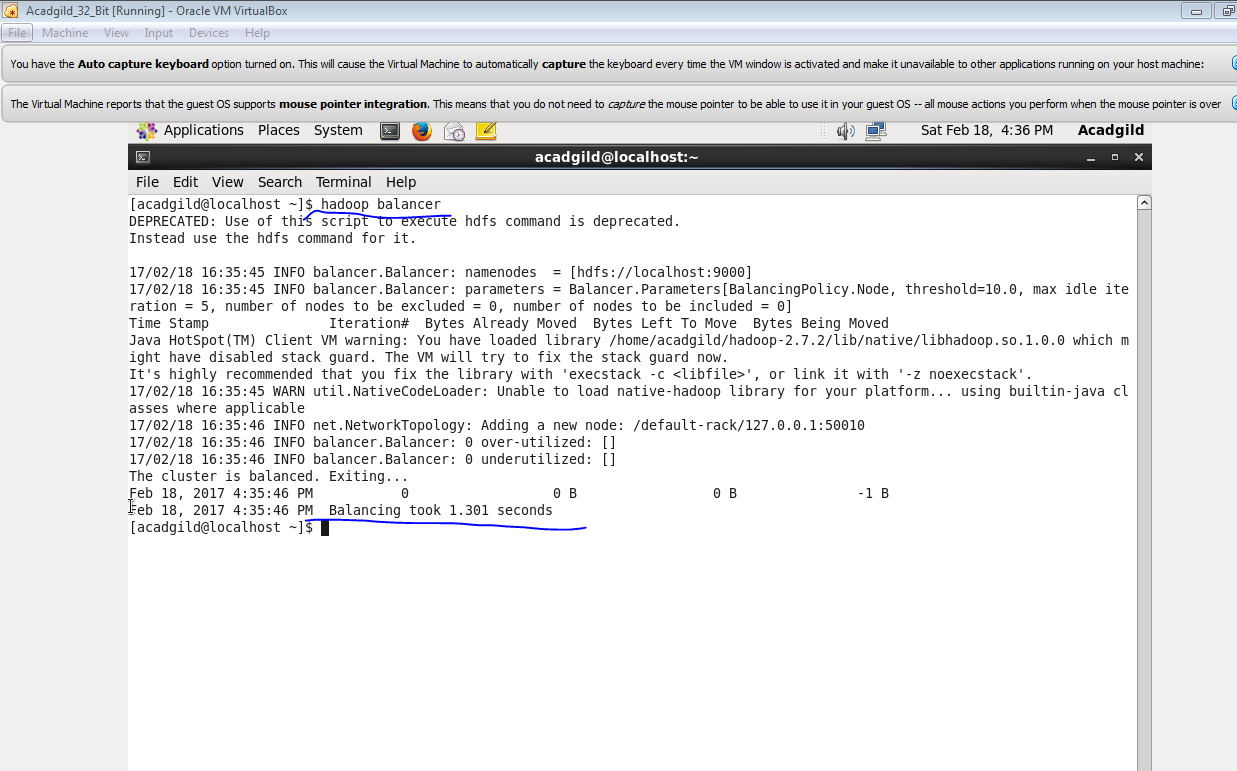 Acadgild_32_Bit [Running] - Oracle VM VirtualBox
File Machine View Input Devices Help
You have the Auto capture keyboard option turned on. This will cause the Virtual Machine to automatically capture the keyboard every time the VM window is activated and make it unavailable to other applications running on your host machine:
The Virtual Machine reports that the guest OS supports mouse pointer integration. This means that you do not need to capture the mouse pointer to be able to use it in your guest OS -- all mouse actions you perform when the mouse pointer is over
Applications Places System Sat Feb 18, 4:36 PM Acadgild
acadgild@localhost:~
File Edit View Search Terminal Help
[acadgild@localhost ~]$ hadoop balancer
DEPRECATED: Use of this script to execute hdfs command is deprecated.
Instead use the hdfs command for it.
17/02/18 16:35:45 INFO balancer.Balancer: namenodes  = [hdfs://localhost:9000]
17/02/18 16:35:45 INFO balancer.Balancer: parameters = Balancer.Parameters[BalancingPolicy.Node, threshold=10.0, max idle ite
ration = 5, number of nodes to be excluded = 0, number of nodes to be included = 0]
Time Stamp               Iteration#  Bytes Already Moved  Bytes Left To Move  Bytes Being Moved
Java HotSpot(TM) Client VM warning: You have loaded library /home/acadgild/hadoop-2.7.2/lib/native/libhadoop.so.1.0.0 which m
ight have disabled stack guard. The VM will try to fix the stack guard now.
It's highly recommended that you fix the library with 'execstack -c <libfile>', or link it with '-z noexecstack'.
17/02/18 16:35:45 WARN util.NativeCodeLoader: Unable to load native-hadoop library for your platform... using builtin-java cl
asses where applicable
17/02/18 16:35:46 INFO net.NetworkTopology: Adding a new node: /default-rack/127.0.0.1:50010
17/02/18 16:35:46 INFO balancer.Balancer: 0 over-utilized: []
17/02/18 16:35:46 INFO balancer.Balancer: 0 underutilized: []
The cluster is balanced. Exiting...
Feb 18, 2017 4:35:46 PM           0                  0 B                 0 B               -1 B
Feb 18, 2017 4:35:46 PM  Balancing took 1.301 seconds
[acadgild@localhost ~]$